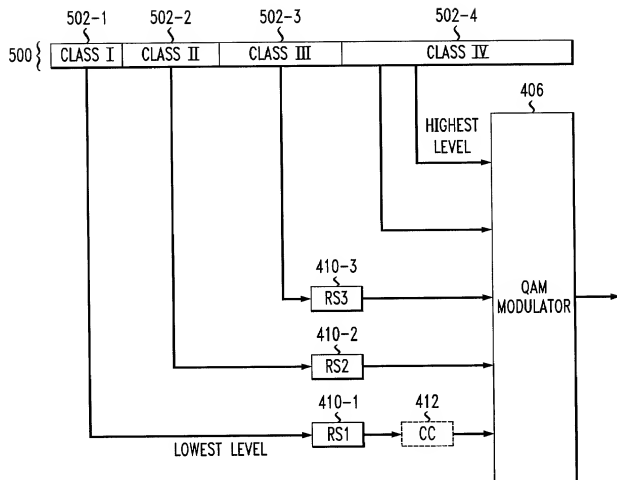 502-1
502-2
502-3
502-4
500
CLASS I
CLASS II
CLASS III
CLASS IV
406
HIGHEST
LEVEL
410-3
RS3
QAM
MODULATOR
410-2
RS2
410-1
412
RS1
CC
LOWEST LEVEL